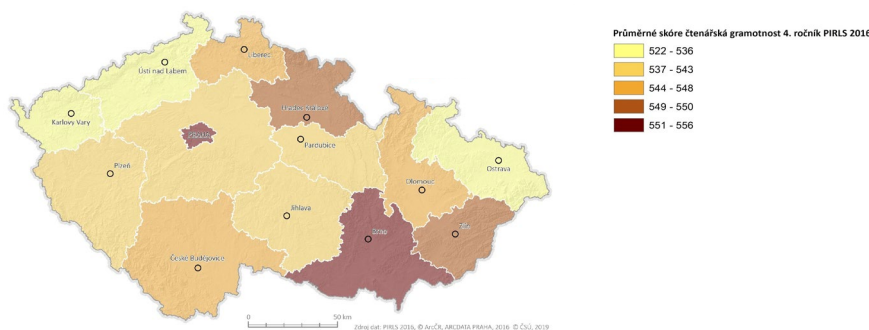 Průměrné skóre čtenářská gramotnost 4. ročník PIRLS 2016
522 - 536
537 - 543
544 - 548
549 - 550
551 - 556
Liberec
Ústí nad Labem
Karlovy Vary
Hradec Králové
Pardubice
Plzeň
Ostrava
Olomouc
Jihlava
Brno
Zlín
České Budějovice
0 50 km
Zdroj dat: PIRLS 2016, © ArcČR, ARCDATA PRAHA, 2016 © ČSÚ, 2019